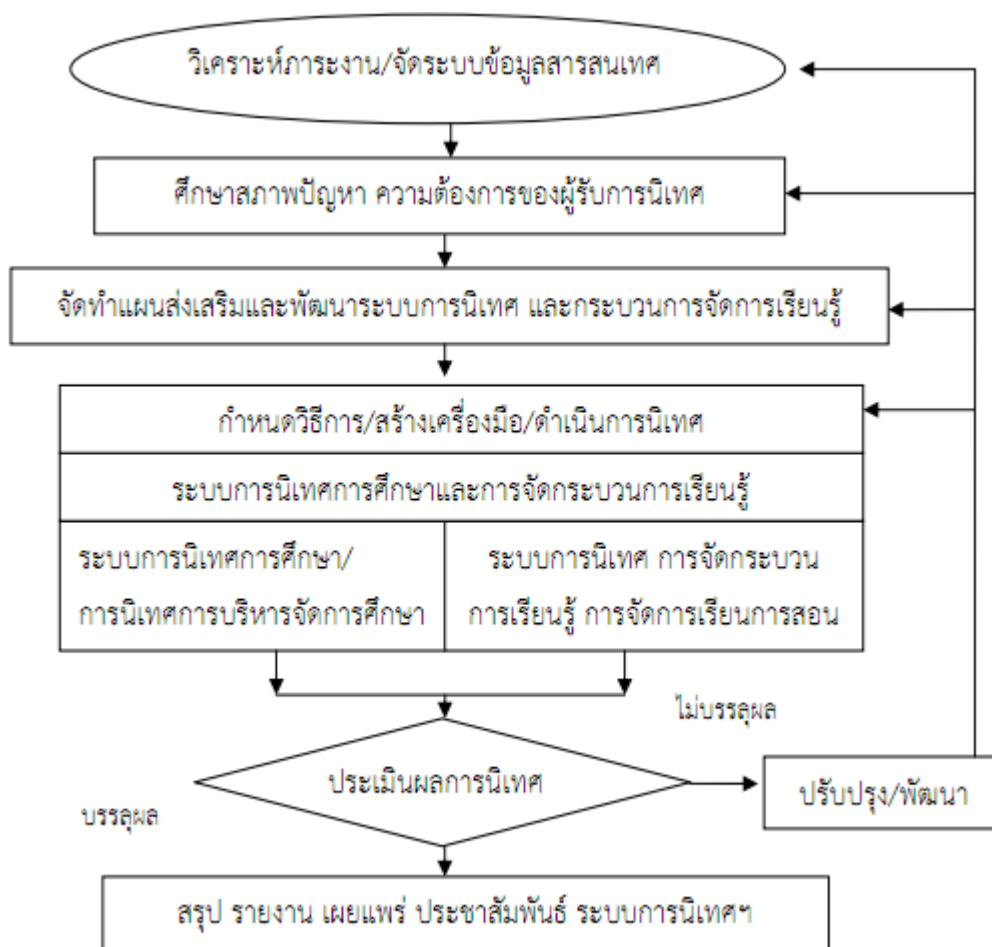 วิเคราะห์ภาระงาน/จัดระบบข้อมูลสารสนเทศ
ศึกษาสภาพปัญหา ความต้องการของผู้รับการนิเทศ
จัดทำแผนส่งเสริมและพัฒนาระบบการนิเทศ และกระบวนการจัดการเรียนรู้
กำหนดวิธีการ/สร้างเครื่องมือ/ดำเนินการนิเทศ
ระบบการนิเทศการศึกษาและการจัดกระบวนการเรียนรู้
ระบบการนิเทศการศึกษา/
การนิเทศการบริหารจัดการศึกษา
ระบบการนิเทศ การจัดกระบวน
การเรียนรู้ การจัดการเรียนการสอน
ไม่บรรลุผล
ประเมินผลการนิเทศ
ปรับปรุง/พัฒนา
บรรลุผล
สรุป รายงาน เผยแพร่ ประชาสัมพันธ์ ระบบการนิเทศฯ